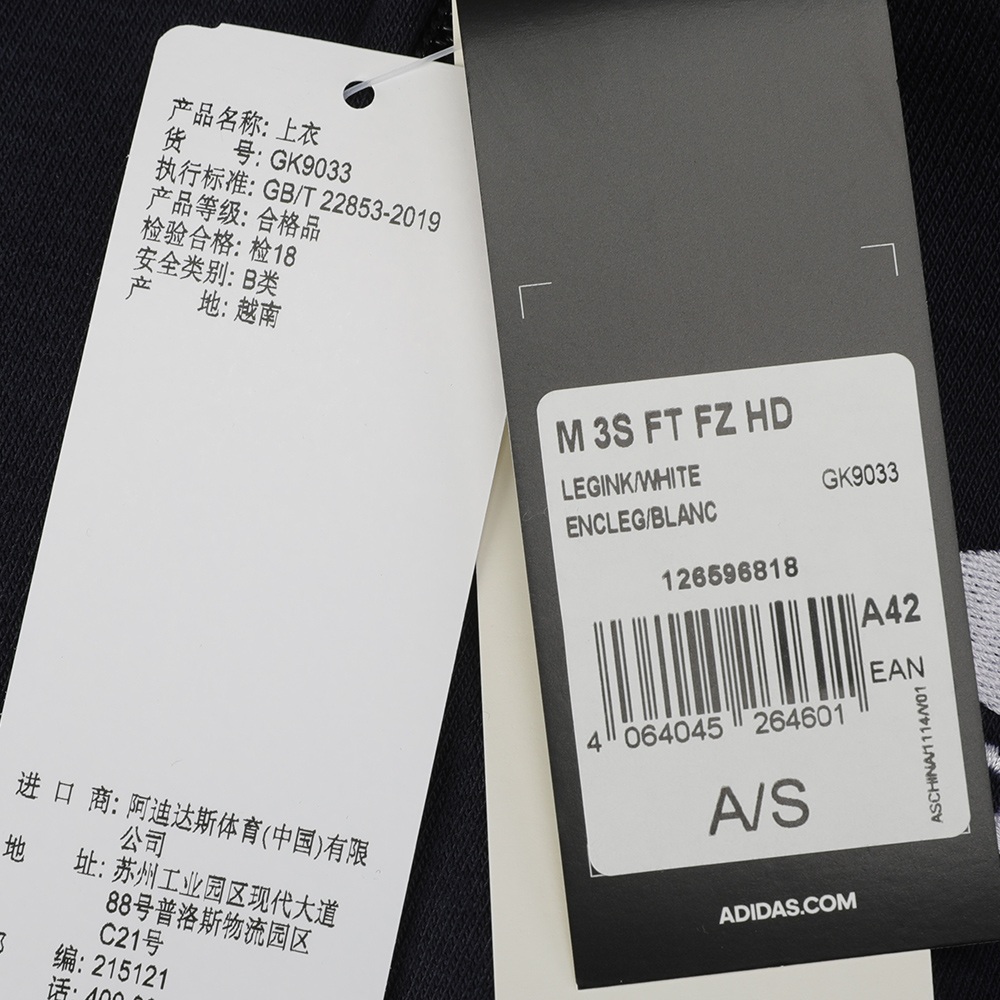 产品名称: 上衣
货 号: GK9033
执行标准: GB/T 22853-2019
产品等级: 合格品
检验合格: 检18
安全类别: B类
产 地: 越南
进 口 商: 阿迪达斯体育(中国)有限
公司
地 址: 苏州工业园区现代大道
88号普洛斯物流园区
C21号
编: 215121
话: 400
M 3S FT FZ HD
LEGINK/WHITE
GK9033
ENCLEG/BLANC
126596818
A42
EAN
4 064045 264601
ASCHINA/1114/V01
A/S
ADIDAS.COM